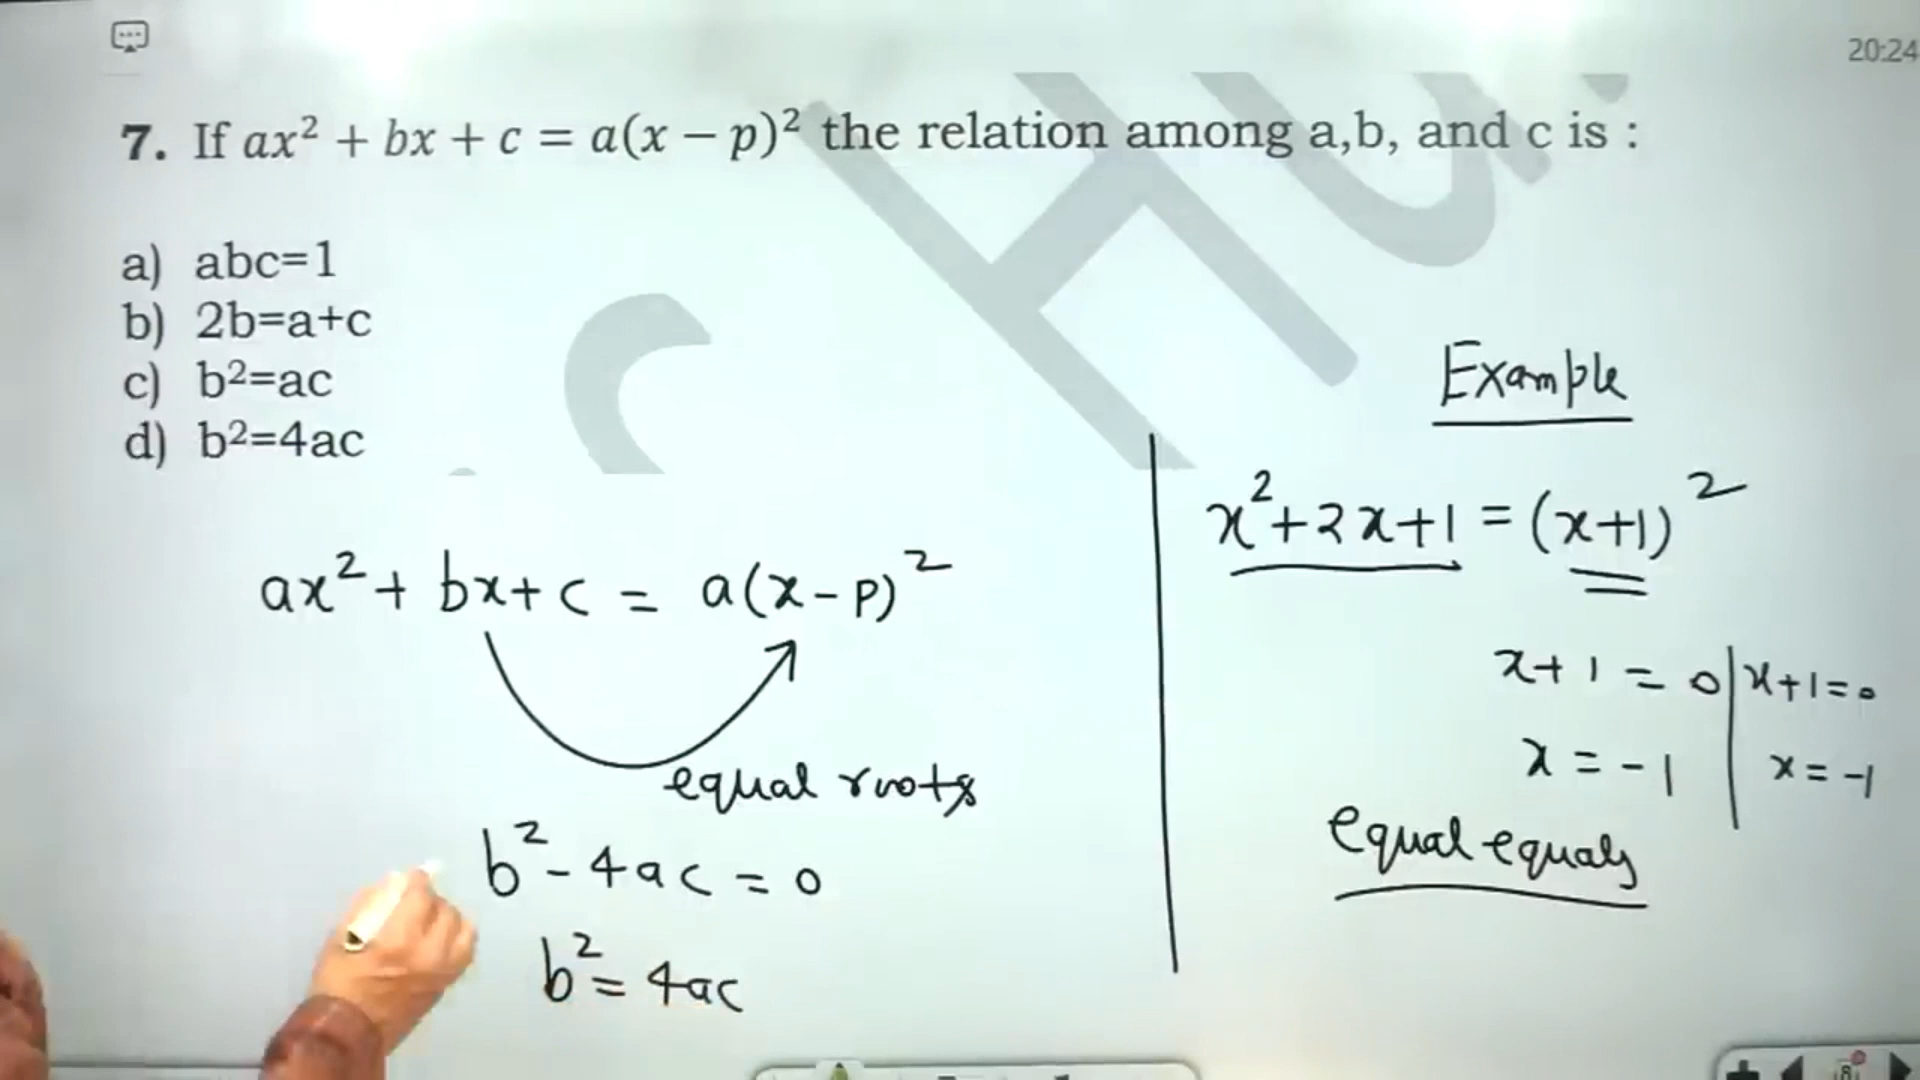 20:24
7. If ax² + bx + c = a(x − p)² the relation among a,b, and c is :
a) abc=1
b) 2b=a+c
c) b²=ac
d) b²=4ac
ax² + bx + c = a(x - p)²
equal roots
b² - 4ac = 0
b² = 4ac
Example
x² + 2x + 1 = (x+1)²
x + 1 = 0 | x + 1 = 0
x = -1 | x = -1
equal equals
8